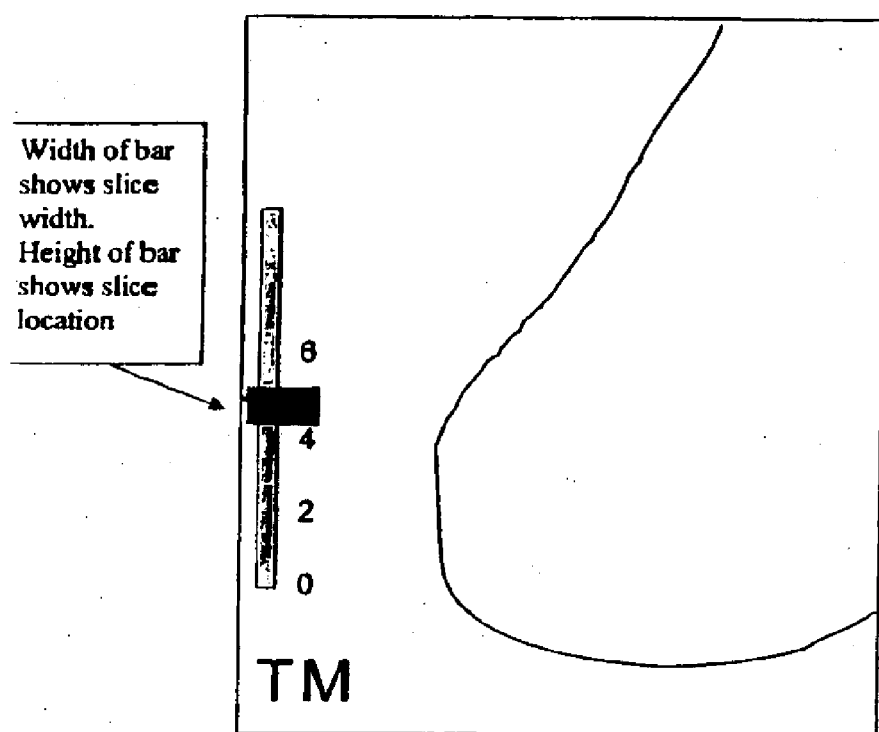 Width of bar
shows slice
width.
Height of bar
shows slice
location
6
4
2
0
TM